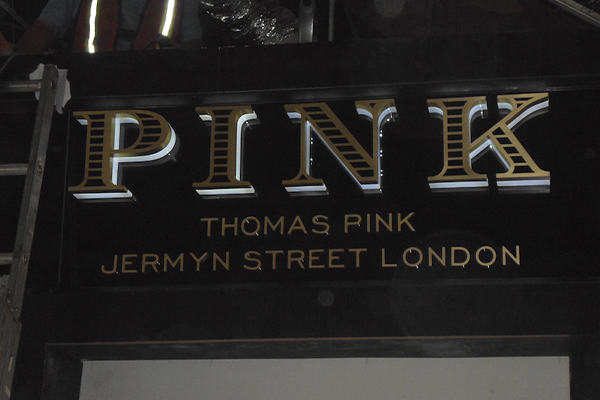 PINK
THOMAS PINK
JERMYN STREET LONDON